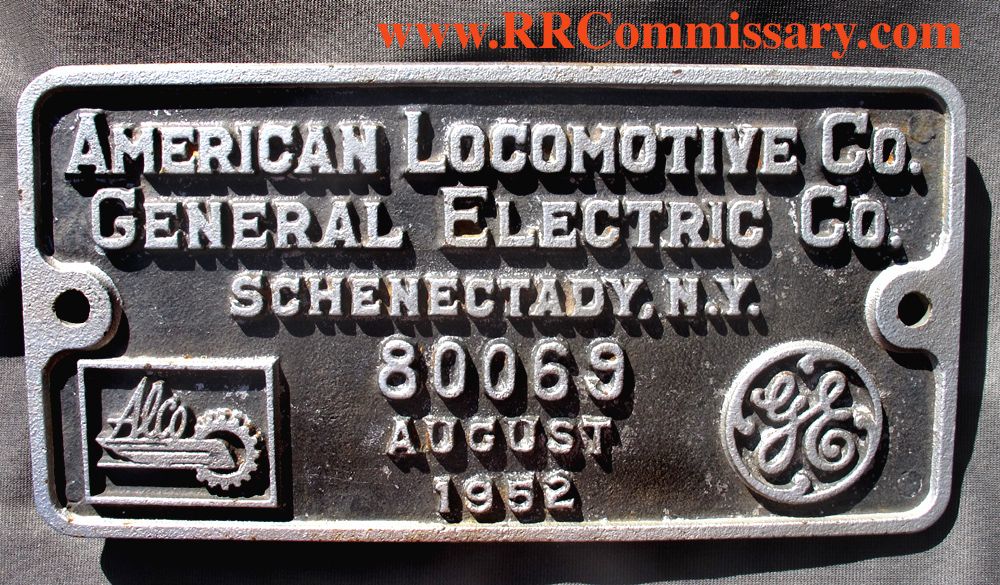 www.RRCommissary.com
AMERICAN LOCOMOTIVE CO.
GENERAL ELECTRIC CO.
SCHENECTADY, N.Y.
80069
AUGUST
1952
Alco
GE